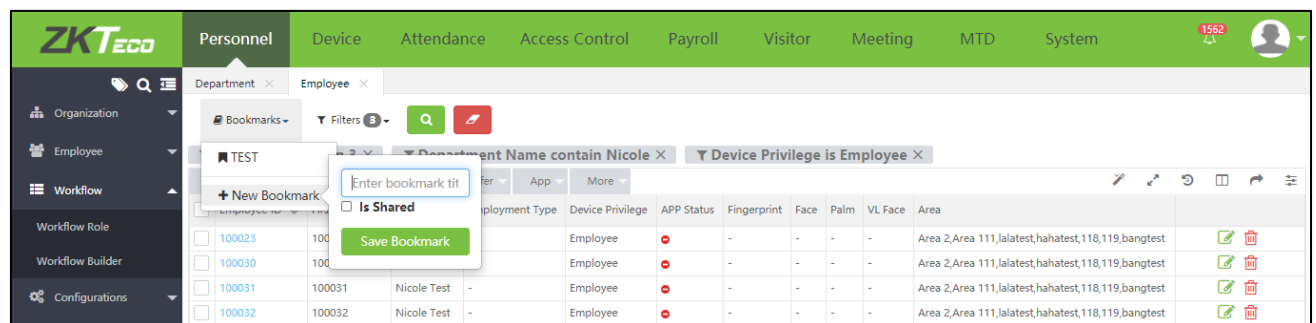 ZKTECO Personnel Device Attendance Access Control Payroll Visitor Meeting MTD System 1562
Department × Employee ×
Organization
Bookmarks Filters 3
Employee
TEST
3 × Department Name contain Nicole × Device Privilege is Employee ×
Workflow
+ New Bookmark
Enter bookmark tit
App More
Is Shared
Employee ID Employment Type Device Privilege APP Status Fingerprint Face Palm VL Face Area
Save Bookmark
Workflow Role
100023 100 Employee - - - - Area 2,Area 111,lalatest,hahatest,118,119,bangtest
Workflow Builder
100030 100 Employee - - - - Area 2,Area 111,lalatest,hahatest,118,119,bangtest
Configurations
100031 100031 Nicole Test - Employee - - - - Area 2,Area 111,lalatest,hahatest,118,119,bangtest
100032 100032 Nicole Test - Employee - - - - Area 2,Area 111,lalatest,hahatest,118,119,bangtest